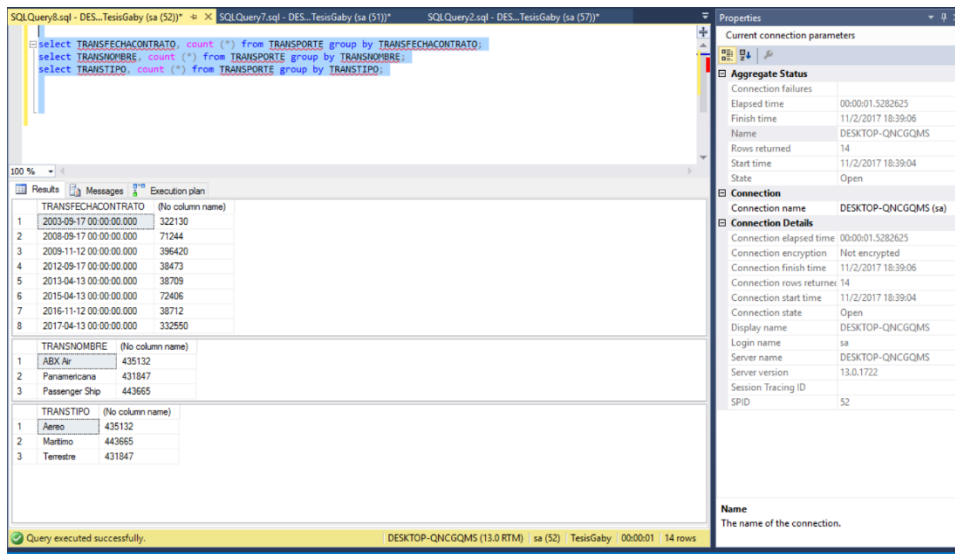 SQLQuery8.sql - DES...TesisGaby (sa (52))* SQLQuery7.sql - DES...TesisGaby (sa (51))* SQLQuery2.sql - DES...TesisGaby (sa (57))*
select TRANSFECHACONTRATO, count (*) from TRANSPORTE group by TRANSFECHACONTRATO;
select TRANSNOMBRE, count (*) from TRANSPORTE group by TRANSNOMBRE;
select TRANSTIPO, count (*) from TRANSPORTE group by TRANSTIPO;
100 %
Results Messages Execution plan
TRANSFECHACONTRATO (No column name)
1 2003-09-17 00:00:00.000 322130
2 2008-09-17 00:00:00.000 71244
3 2009-11-12 00:00:00.000 396420
4 2012-09-17 00:00:00.000 38473
5 2013-04-13 00:00:00.000 38709
6 2015-04-13 00:00:00.000 72406
7 2016-11-12 00:00:00.000 38712
8 2017-04-13 00:00:00.000 332550
TRANSNOMBRE (No column name)
1 ABX Air 435132
2 Panamericana 431847
3 Passenger Ship 443665
TRANSTIPO (No column name)
1 Aereo 435132
2 Maritimo 443665
3 Terrestre 431847
Query executed successfully. DESKTOP-QNCGQMS (13.0 RTM) sa (52) TesisGaby 00:00:01 14 rows
Properties
Current connection parameters
Aggregate Status
Connection failures
Elapsed time 00:00:01.5282625
Finish time 11/2/2017 18:39:06
Name DESKTOP-QNCGQMS
Rows returned 14
Start time 11/2/2017 18:39:04
State Open
Connection
Connection name DESKTOP-QNCGQMS (sa)
Connection Details
Connection elapsed time 00:00:01.5282625
Connection encryption Not encrypted
Connection finish time 11/2/2017 18:39:06
Connection rows returned 14
Connection start time 11/2/2017 18:39:04
Connection state Open
Display name DESKTOP-QNCGQMS
Login name sa
Server name DESKTOP-QNCGQMS
Server version 13.0.1722
Session Tracing ID
SPID 52
Name
The name of the connection.